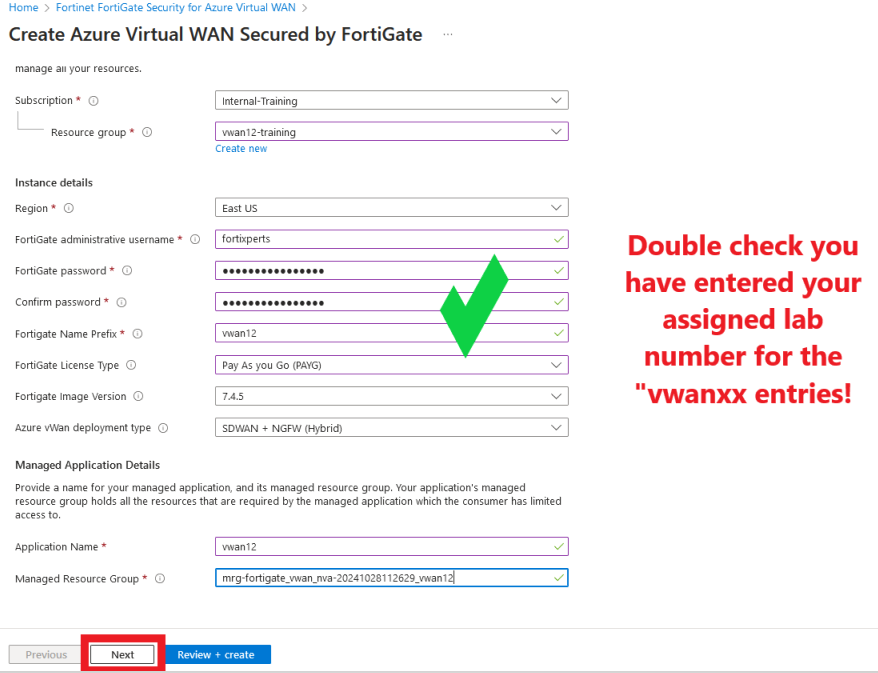 Home > Fortinet FortiGate Security for Azure Virtual WAN >
Create Azure Virtual WAN Secured by FortiGate ...
manage all your resources.
Subscription * Internal-Training
Resource group * vwan12-training
Create new
Instance details
Region * East US
FortiGate administrative username * fortixperts
FortiGate password * ••••••••••••••••
Confirm password * ••••••••••••••••
Fortigate Name Prefix * vwan12
FortiGate License Type Pay As you Go (PAYG)
Fortigate Image Version 7.4.5
Azure vWan deployment type SDWAN + NGFW (Hybrid)
Managed Application Details
Provide a name for your managed application, and its managed resource group. Your application's managed
resource group holds all the resources that are required by the managed application which the consumer has limited
access to.
Application Name * vwan12
Managed Resource Group * mrg-fortigate_vwan_nva-20241028112629_vwan12
Previous Next Review + create
Double check you
have entered your
assigned lab
number for the
"vwanxx entries!